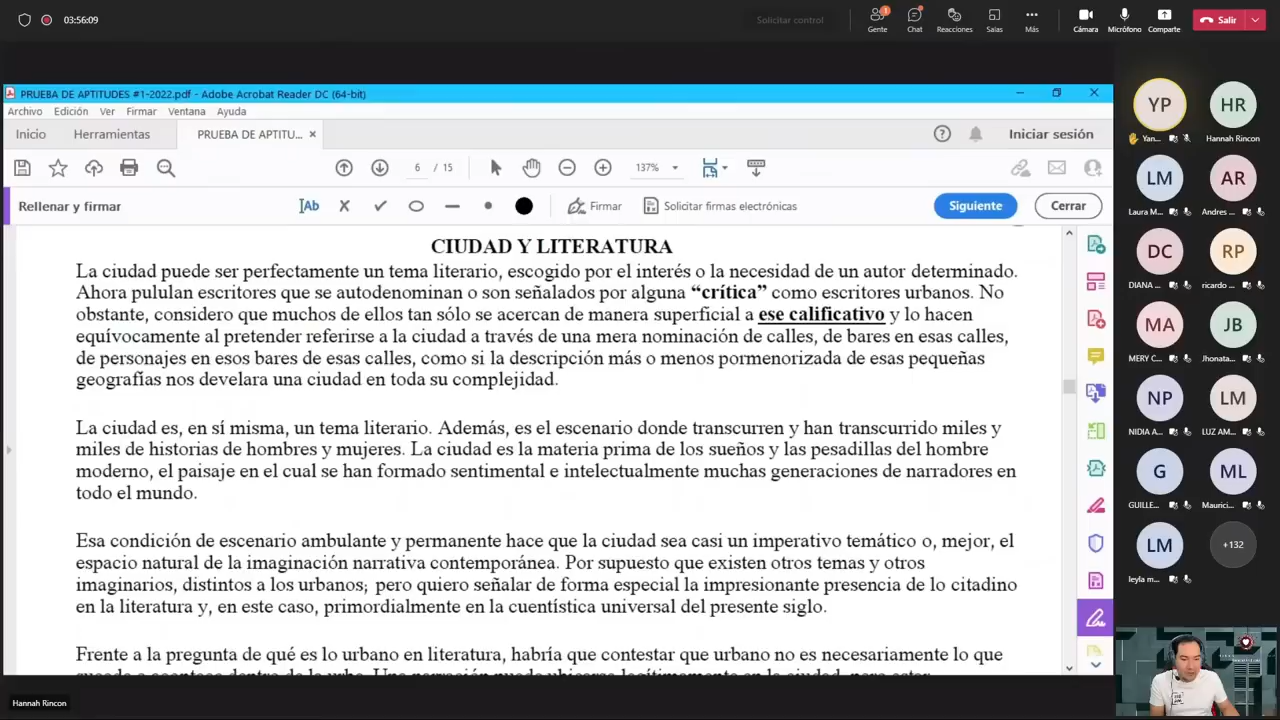 03:56:09
Solicitar control
1
Gente
Chat
Reacciones
Salas
Más
Cámara
Micrófono
Comparte
Salir
PRUEBA DE APTITUDES #1-2022.pdf - Adobe Acrobat Reader DC (64-bit)
Archivo Edición Ver Firmar Ventana Ayuda
Inicio
Herramientas
PRUEBA DE APTITU...
Iniciar sesión
6 / 15
137%
Rellenar y firmar
Ab
Firmar
Solicitar firmas electrónicas
Siguiente
Cerrar
CIUDAD Y LITERATURA
La ciudad puede ser perfectamente un tema literario, escogido por el interés o la necesidad de un autor determinado.
Ahora pululan escritores que se autodenominan o son señalados por alguna “crítica” como escritores urbanos. No
obstante, considero que muchos de ellos tan sólo se acercan de manera superficial a ese calificativo y lo hacen
equívocamente al pretender referirse a la ciudad a través de una mera nominación de calles, de bares en esas calles,
de personajes en esos bares de esas calles, como si la descripción más o menos pormenorizada de esas pequeñas
geografías nos develara una ciudad en toda su complejidad.
La ciudad es, en sí misma, un tema literario. Además, es el escenario donde transcurren y han transcurrido miles y
miles de historias de hombres y mujeres. La ciudad es la materia prima de los sueños y las pesadillas del hombre
moderno, el paisaje en el cual se han formado sentimental e intelectualmente muchas generaciones de narradores en
todo el mundo.
Esa condición de escenario ambulante y permanente hace que la ciudad sea casi un imperativo temático o, mejor, el
espacio natural de la imaginación narrativa contemporánea. Por supuesto que existen otros temas y otros
imaginarios, distintos a los urbanos; pero quiero señalar de forma especial la impresionante presencia de lo citadino
en la literatura y, en este caso, primordialmente en la cuentística universal del presente siglo.
Frente a la pregunta de qué es lo urbano en literatura, habría que contestar que urbano no es necesariamente lo que
YP
HR
Yan...
Hannah Rincon
LM
AR
Laura M...
Andres ...
DC
RP
DIANA ...
ricardo ...
MA
JB
MERY C...
Jhonata...
NP
LM
NIDIA A...
LUZ AM...
G
ML
GUILLE...
Maurici...
LM
+132
leyla m...
Hannah Rincon